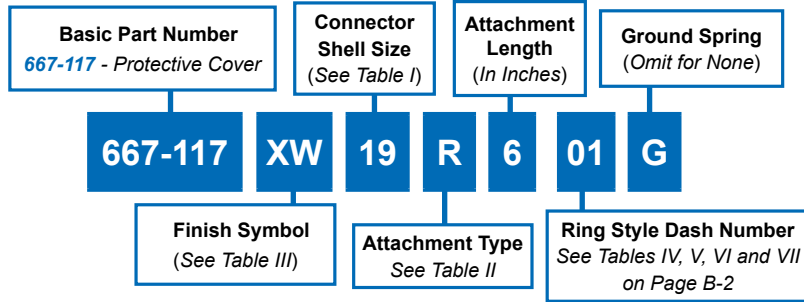 Basic Part Number
667-117 - Protective Cover
Connector
Shell Size
(See Table I)
Attachment
Length
(In Inches)
Ground Spring
(Omit for None)
667-117 XW 19 R 6 01 G
Finish Symbol
(See Table III)
Attachment Type
See Table II
Ring Style Dash Number
See Tables IV, V, VI and VII
on Page B-2